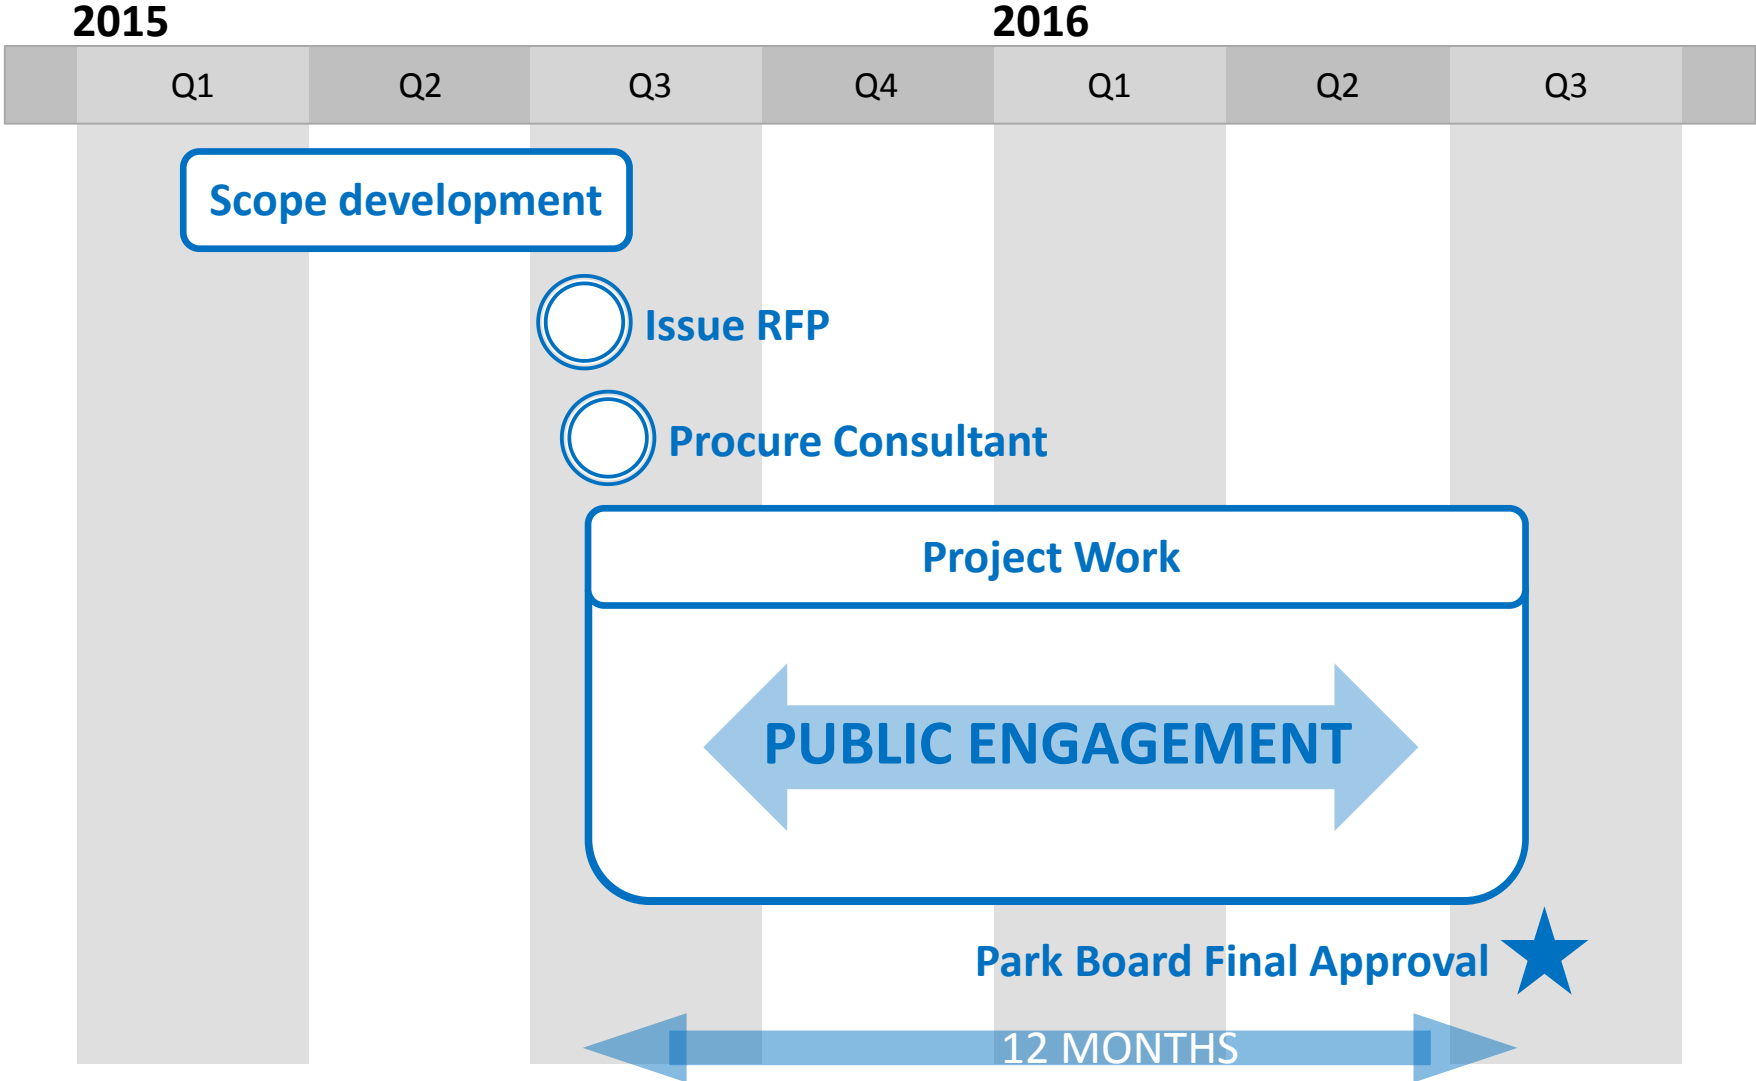 2015 2016
Q1 Q2 Q3 Q4 Q1 Q2 Q3
Scope development
Issue RFP
Procure Consultant
Project Work
PUBLIC ENGAGEMENT
Park Board Final Approval
12 MONTHS